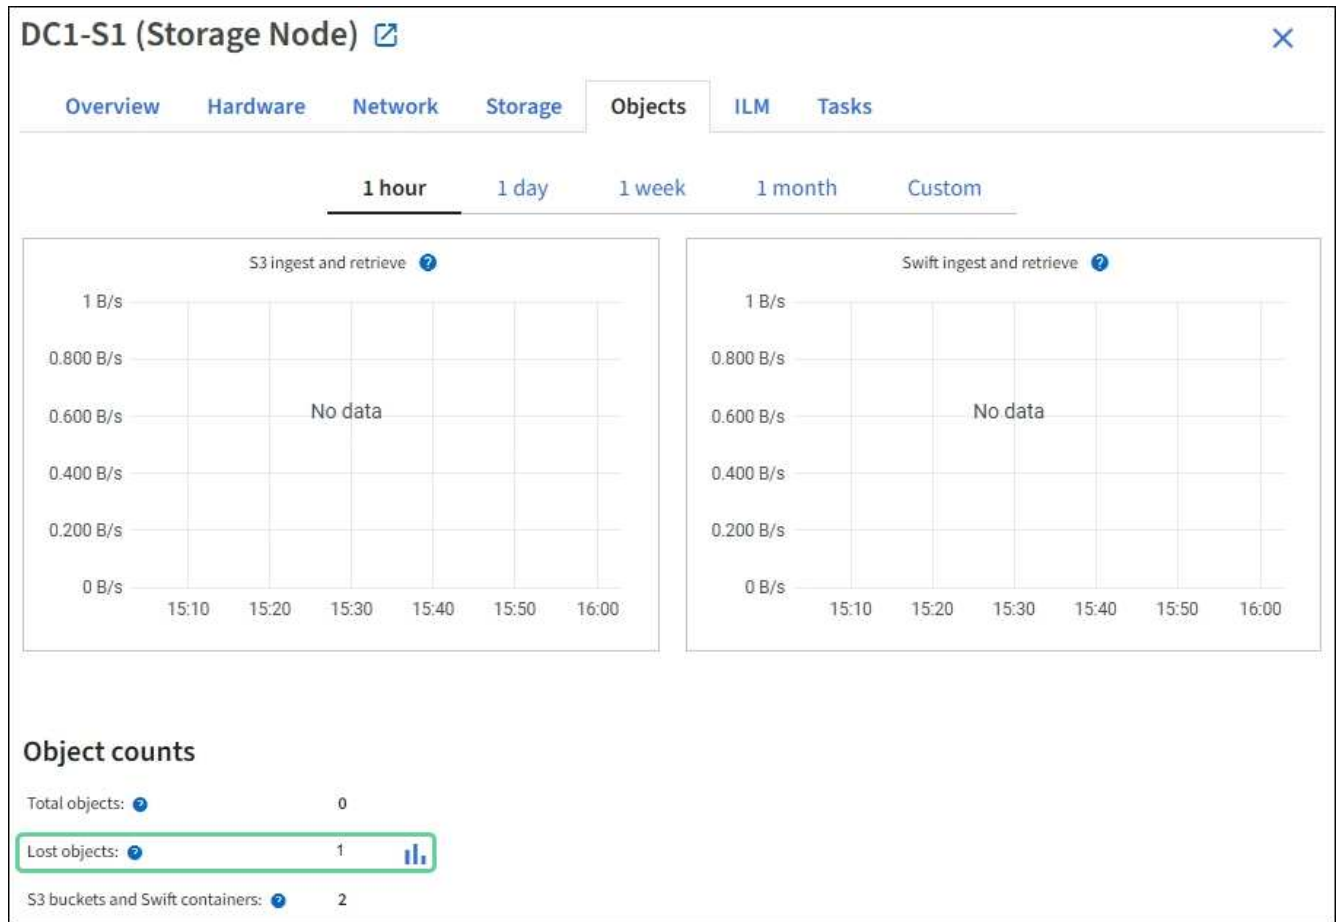 DC1-S1 (Storage Node)
Overview Hardware Network Storage Objects ILM Tasks
1 hour 1 day 1 week 1 month Custom
S3 ingest and retrieve
1 B/s
0.800 B/s
0.600 B/s
0.400 B/s
0.200 B/s
0 B/s
No data
15:10 15:20 15:30 15:40 15:50 16:00
Swift ingest and retrieve
1 B/s
0.800 B/s
0.600 B/s
0.400 B/s
0.200 B/s
0 B/s
No data
15:10 15:20 15:30 15:40 15:50 16:00
Object counts
Total objects: 0
Lost objects: 1
S3 buckets and Swift containers: 2